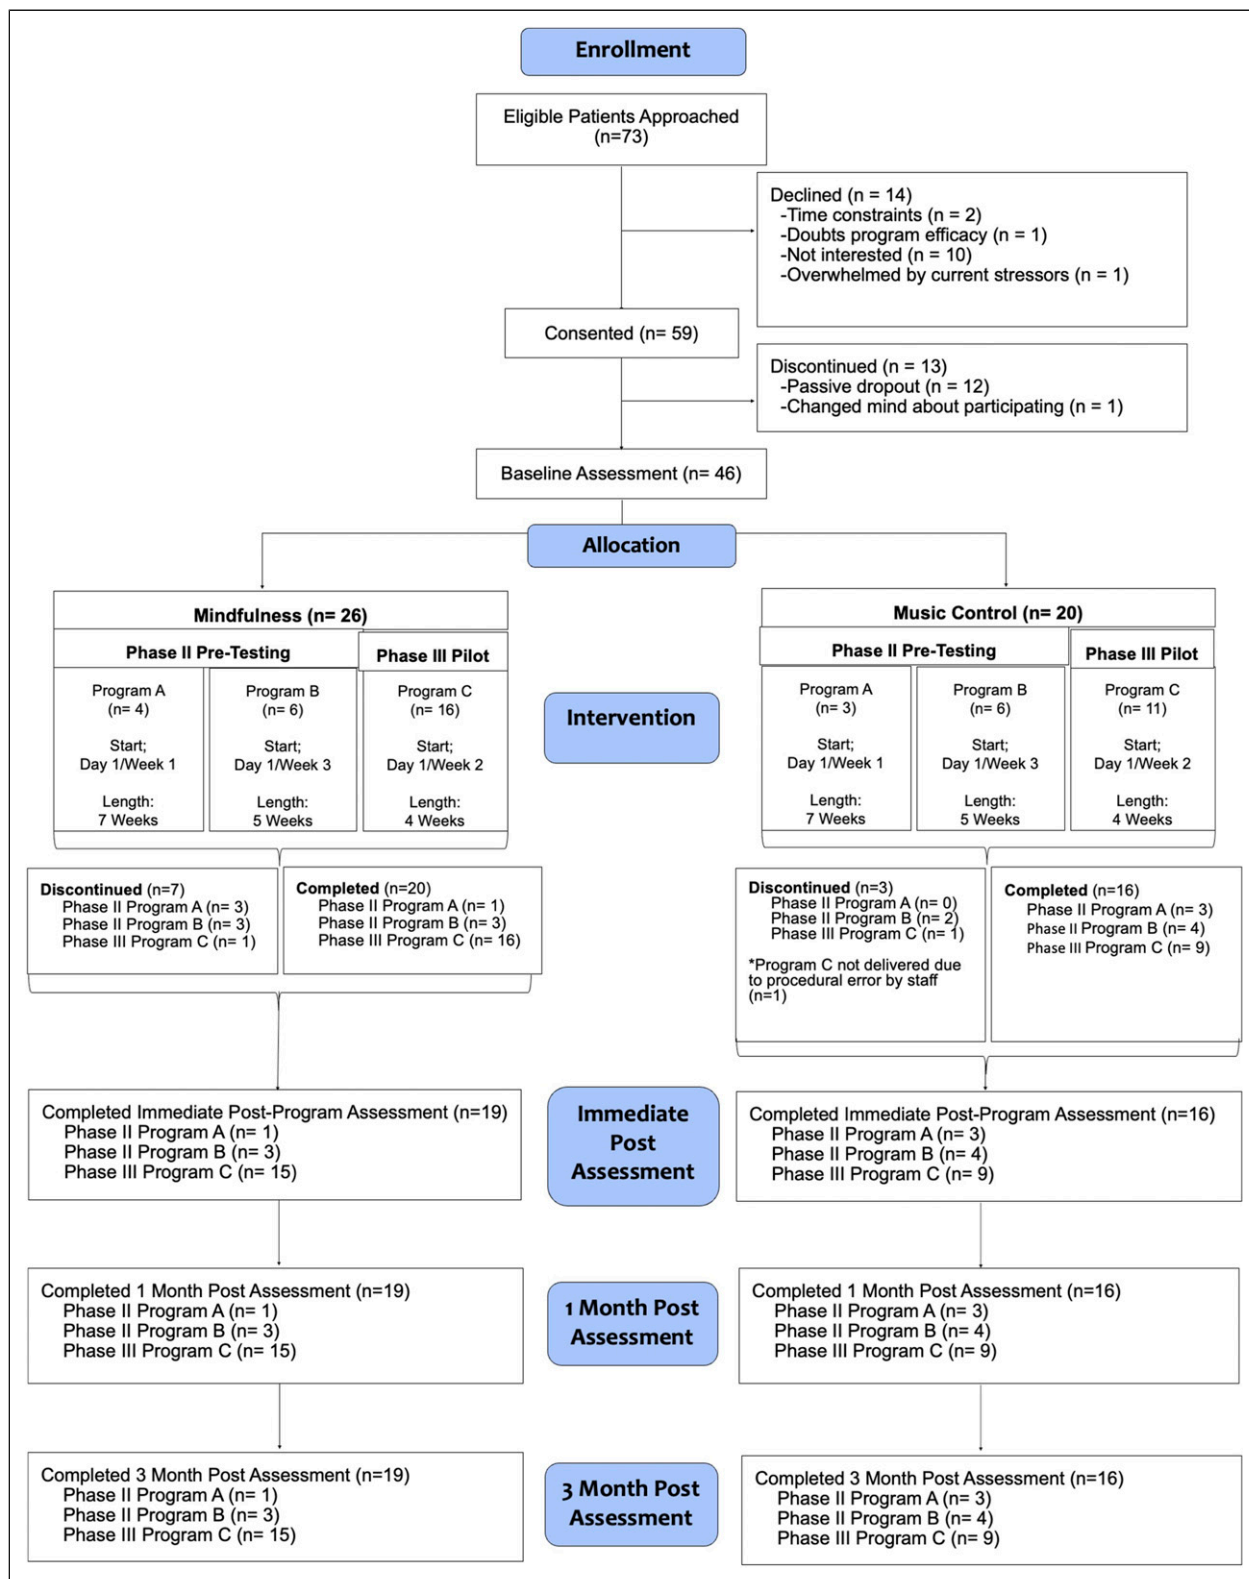 Enrollment
Eligible Patients Approached
(n=73)
Declined (n = 14)
-Time constraints (n = 2)
-Doubts program efficacy (n = 1)
-Not interested (n = 10)
-Overwhelmed by current stressors (n = 1)
Consented (n= 59)
Discontinued (n = 13)
-Passive dropout (n = 12)
-Changed mind about participating (n = 1)
Baseline Assessment (n= 46)
Allocation
Mindfulness (n= 26)
Phase II Pre-Testing
Phase III Pilot
Program A
(n= 4)
Start;
Day 1/Week 1
Length:
7 Weeks
Program B
(n= 6)
Start;
Day 1/Week 3
Length:
5 Weeks
Program C
(n= 16)
Start;
Day 1/Week 2
Length:
4 Weeks
Intervention
Music Control (n= 20)
Phase II Pre-Testing
Phase III Pilot
Program A
(n= 3)
Start;
Day 1/Week 1
Length:
7 Weeks
Program B
(n= 6)
Start;
Day 1/Week 3
Length:
5 Weeks
Program C
(n= 11)
Start;
Day 1/Week 2
Length:
4 Weeks
Discontinued (n=7)
Phase II Program A (n= 3)
Phase II Program B (n= 3)
Phase III Program C (n= 1)
Completed (n=20)
Phase II Program A (n= 1)
Phase II Program B (n= 3)
Phase III Program C (n= 16)
Discontinued (n=3)
Phase II Program A (n= 0)
Phase II Program B (n= 2)
Phase III Program C (n= 1)
*Program C not delivered due
to procedural error by staff
(n=1)
Completed (n=16)
Phase II Program A (n= 3)
Phase II Program B (n= 4)
Phase III Program C (n= 9)
Completed Immediate Post-Program Assessment (n=19)
Phase II Program A (n= 1)
Phase II Program B (n= 3)
Phase III Program C (n= 15)
Immediate
Post
Assessment
Completed Immediate Post-Program Assessment (n=16)
Phase II Program A (n= 3)
Phase II Program B (n= 4)
Phase III Program C (n= 9)
Completed 1 Month Post Assessment (n=19)
Phase II Program A (n= 1)
Phase II Program B (n= 3)
Phase III Program C (n= 15)
1 Month Post
Assessment
Completed 1 Month Post Assessment (n=16)
Phase II Program A (n= 3)
Phase II Program B (n= 4)
Phase III Program C (n= 9)
Completed 3 Month Post Assessment (n=19)
Phase II Program A (n= 1)
Phase II Program B (n= 3)
Phase III Program C (n= 15)
3 Month Post
Assessment
Completed 3 Month Post Assessment (n=16)
Phase II Program A (n= 3)
Phase II Program B (n= 4)
Phase III Program C (n= 9)